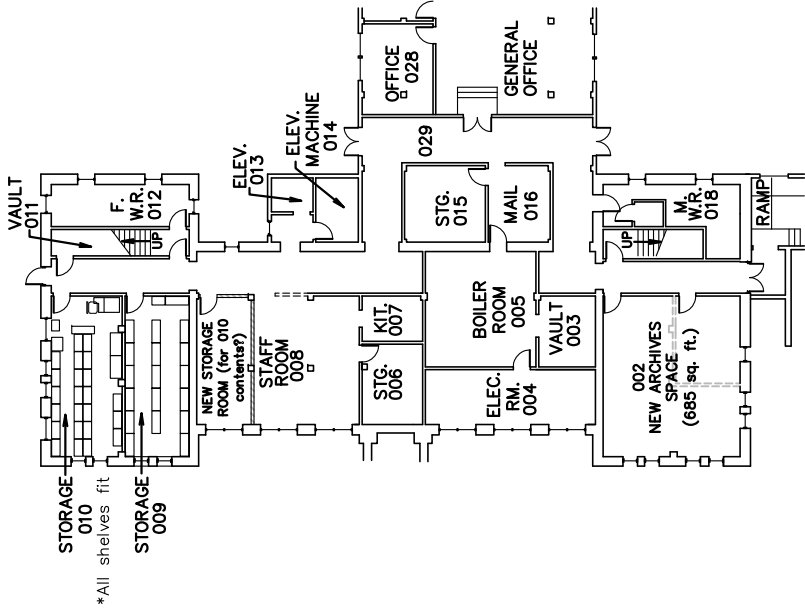 VAULT
011
F.
W.R.
012
UP
ELEV.
013
ELEV.
MACHINE
014
OFFICE
028
GENERAL
OFFICE
029
STG.
015
MAIL
016
M.
W.R.
018
UP
RAMP
STORAGE
010
*All shelves fit
STORAGE
009
NEW STORAGE
ROOM (for 010
contents?)
STAFF
ROOM
008
KIT.
007
STG.
006
BOILER
ROOM
005
ELEC.
RM.
004
VAULT
003
002
NEW ARCHIVES
SPACE
(685 sq. ft.)